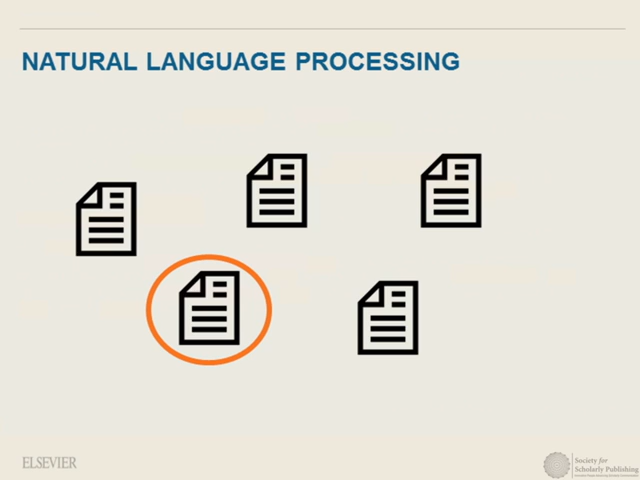 NATURAL LANGUAGE PROCESSING
ELSEVIER
Society for
Scholarly Publishing